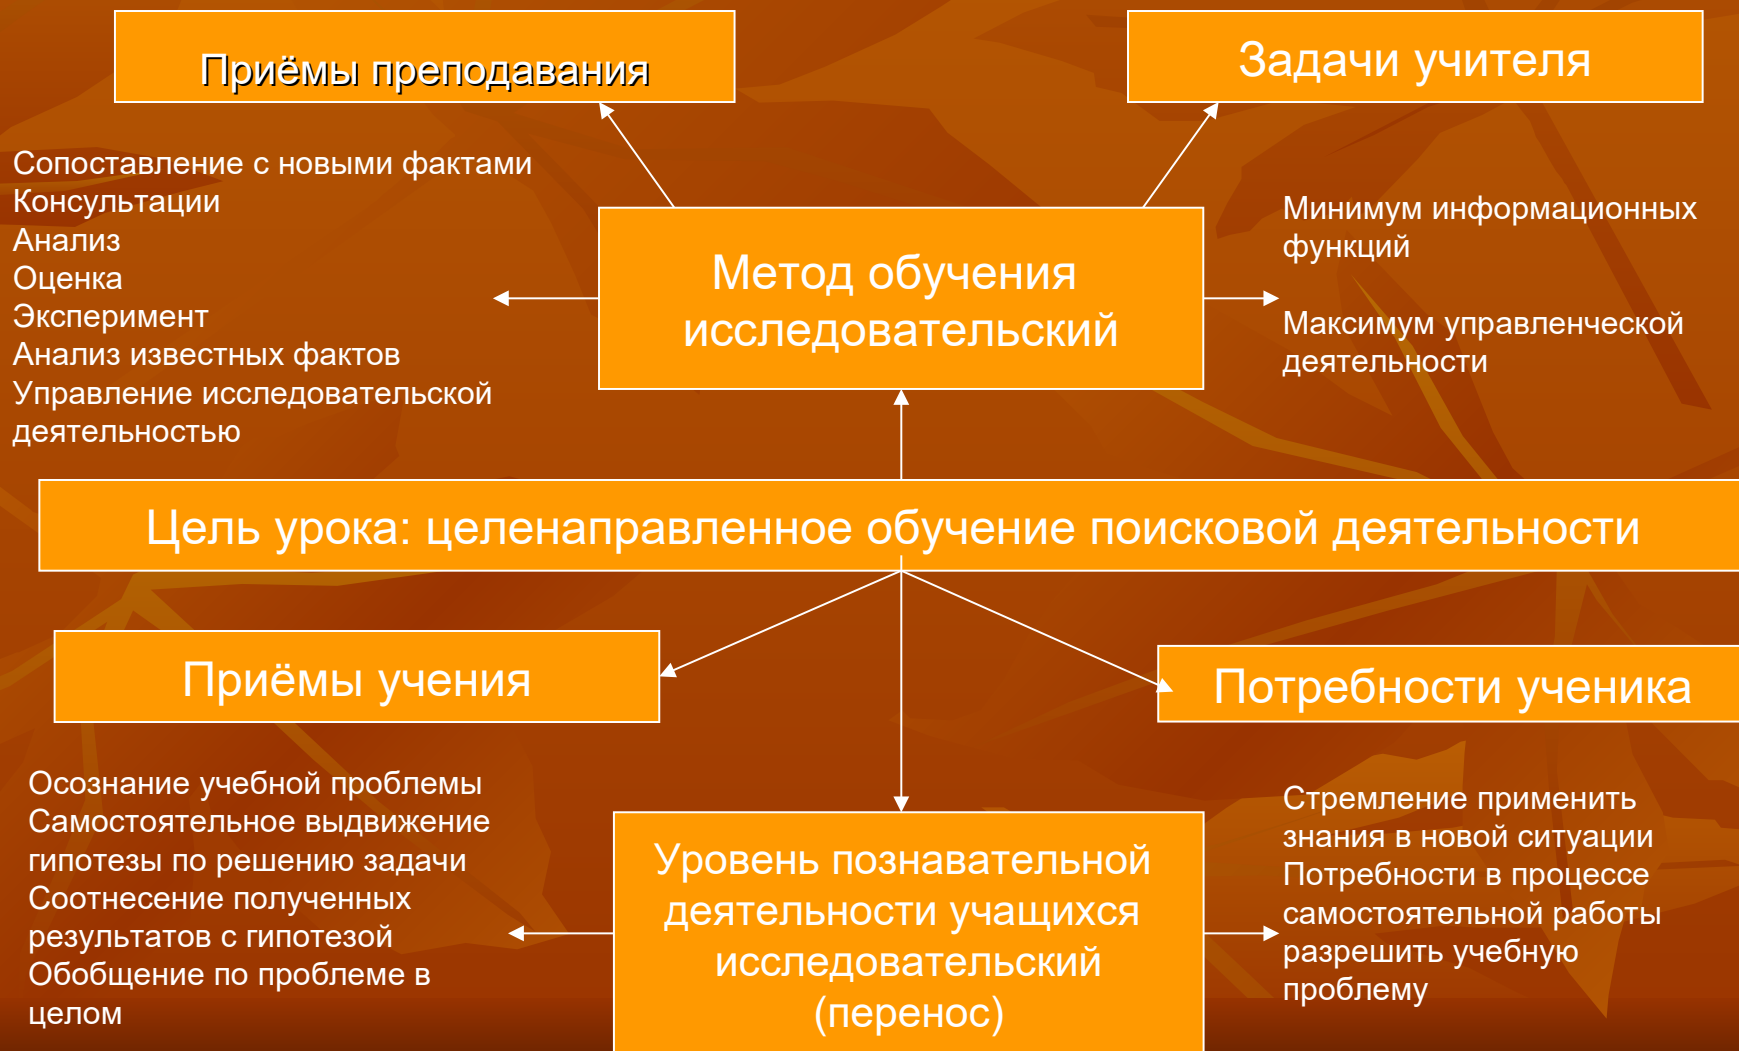 Приёмы преподавания
Задачи учителя
Сопоставление с новыми фактами
Консультации
Анализ
Оценка
Эксперимент
Анализ известных фактов
Управление исследовательской
деятельностью
Метод обучения
исследовательский
Минимум информационных
функций
Максимум управленческой
деятельности
Цель урока: целенаправленное обучение поисковой деятельности
Приёмы учения
Потребности ученика
Осознание учебной проблемы
Самостоятельное выдвижение
гипотезы по решению задачи
Соотнесение полученных
результатов с гипотезой
Обобщение по проблеме в
целом
Уровень познавательной
деятельности учащихся
исследовательский
(перенос)
Стремление применить
знания в новой ситуации
Потребности в процессе
самостоятельной работы
разрешить учебную
проблему